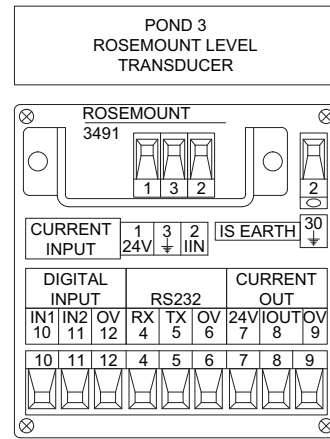 POND 3
ROSEMOUNT LEVEL
TRANSDUCER
ROSEMOUNT
3491
1 3 2
2
CURRENT INPUT
1 3 2
24V IIN
IS EARTH
30
DIGITAL INPUT
RS232
CURRENT OUT
IN1 IN2 OV RX TX OV 24V IOUT OV
10 11 12 4 5 6 7 8 9
10 11 12 4 5 6 7 8 9